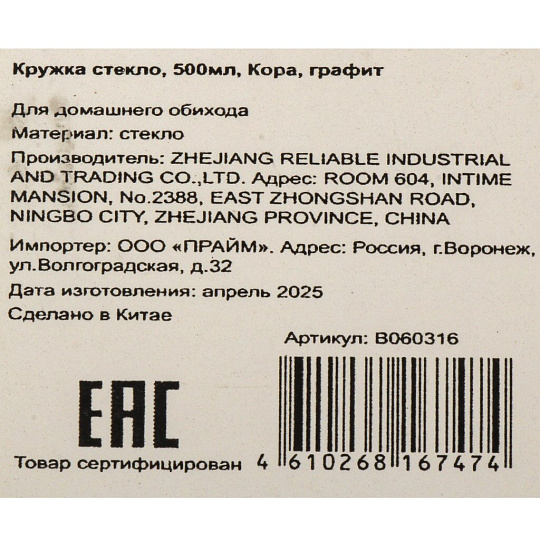 Кружка стекло, 500мл, Кора, графит
Для домашнего обихода
Материал: стекло
Производитель: ZHEJIANG RELIABLE INDUSTRIAL
AND TRADING CO.,LTD. Адрес: ROOM 604, INTIME
MANSION, No.2388, EAST ZHONGSHAN ROAD,
NINGBO CITY, ZHEJIANG PROVINCE, CHINA
Импортер: ООО «ПРАЙМ». Адрес: Россия, г.Воронеж,
ул.Волгоградская, д.32
Дата изготовления: апрель 2025
Сделано в Китае
Артикул: B060316
EAC
Товар сертифицирован
4 610268 167474